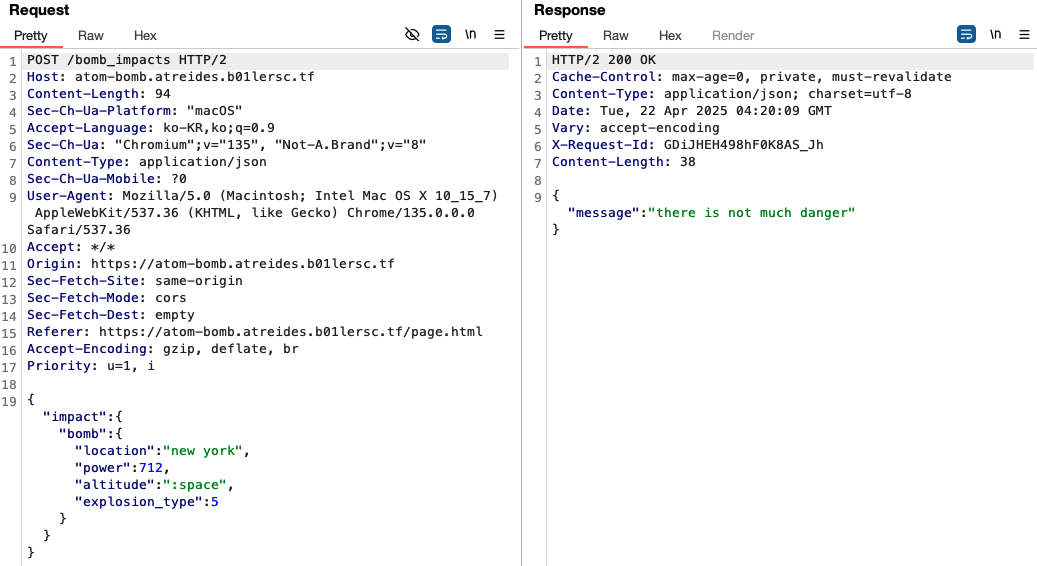 Request
Pretty Raw Hex \n
1 POST /bomb_impacts HTTP/2
2 Host: atom-bomb.atreides.b01lersc.tf
3 Content-Length: 94
4 Sec-Ch-Ua-Platform: "macOS"
5 Accept-Language: ko-KR,ko;q=0.9
6 Sec-Ch-Ua: "Chromium";v="135", "Not-A.Brand";v="8"
7 Content-Type: application/json
8 Sec-Ch-Ua-Mobile: ?0
9 User-Agent: Mozilla/5.0 (Macintosh; Intel Mac OS X 10_15_7)
AppleWebKit/537.36 (KHTML, like Gecko) Chrome/135.0.0.0
Safari/537.36
10 Accept: */*
11 Origin: https://atom-bomb.atreides.b01lersc.tf
12 Sec-Fetch-Site: same-origin
13 Sec-Fetch-Mode: cors
14 Sec-Fetch-Dest: empty
15 Referer: https://atom-bomb.atreides.b01lersc.tf/page.html
16 Accept-Encoding: gzip, deflate, br
17 Priority: u=1, i
18
19 {
"impact":{
"bomb":{
"location":"new york",
"power":712,
"altitude":":space",
"explosion_type":5
}
}
}
Response
Pretty Raw Hex Render \n
1 HTTP/2 200 OK
2 Cache-Control: max-age=0, private, must-revalidate
3 Content-Type: application/json; charset=utf-8
4 Date: Tue, 22 Apr 2025 04:20:09 GMT
5 Vary: accept-encoding
6 X-Request-Id: GDiJHEH498hF0K8AS_Jh
7 Content-Length: 38
8
9 {
"message":"there is not much danger"
}